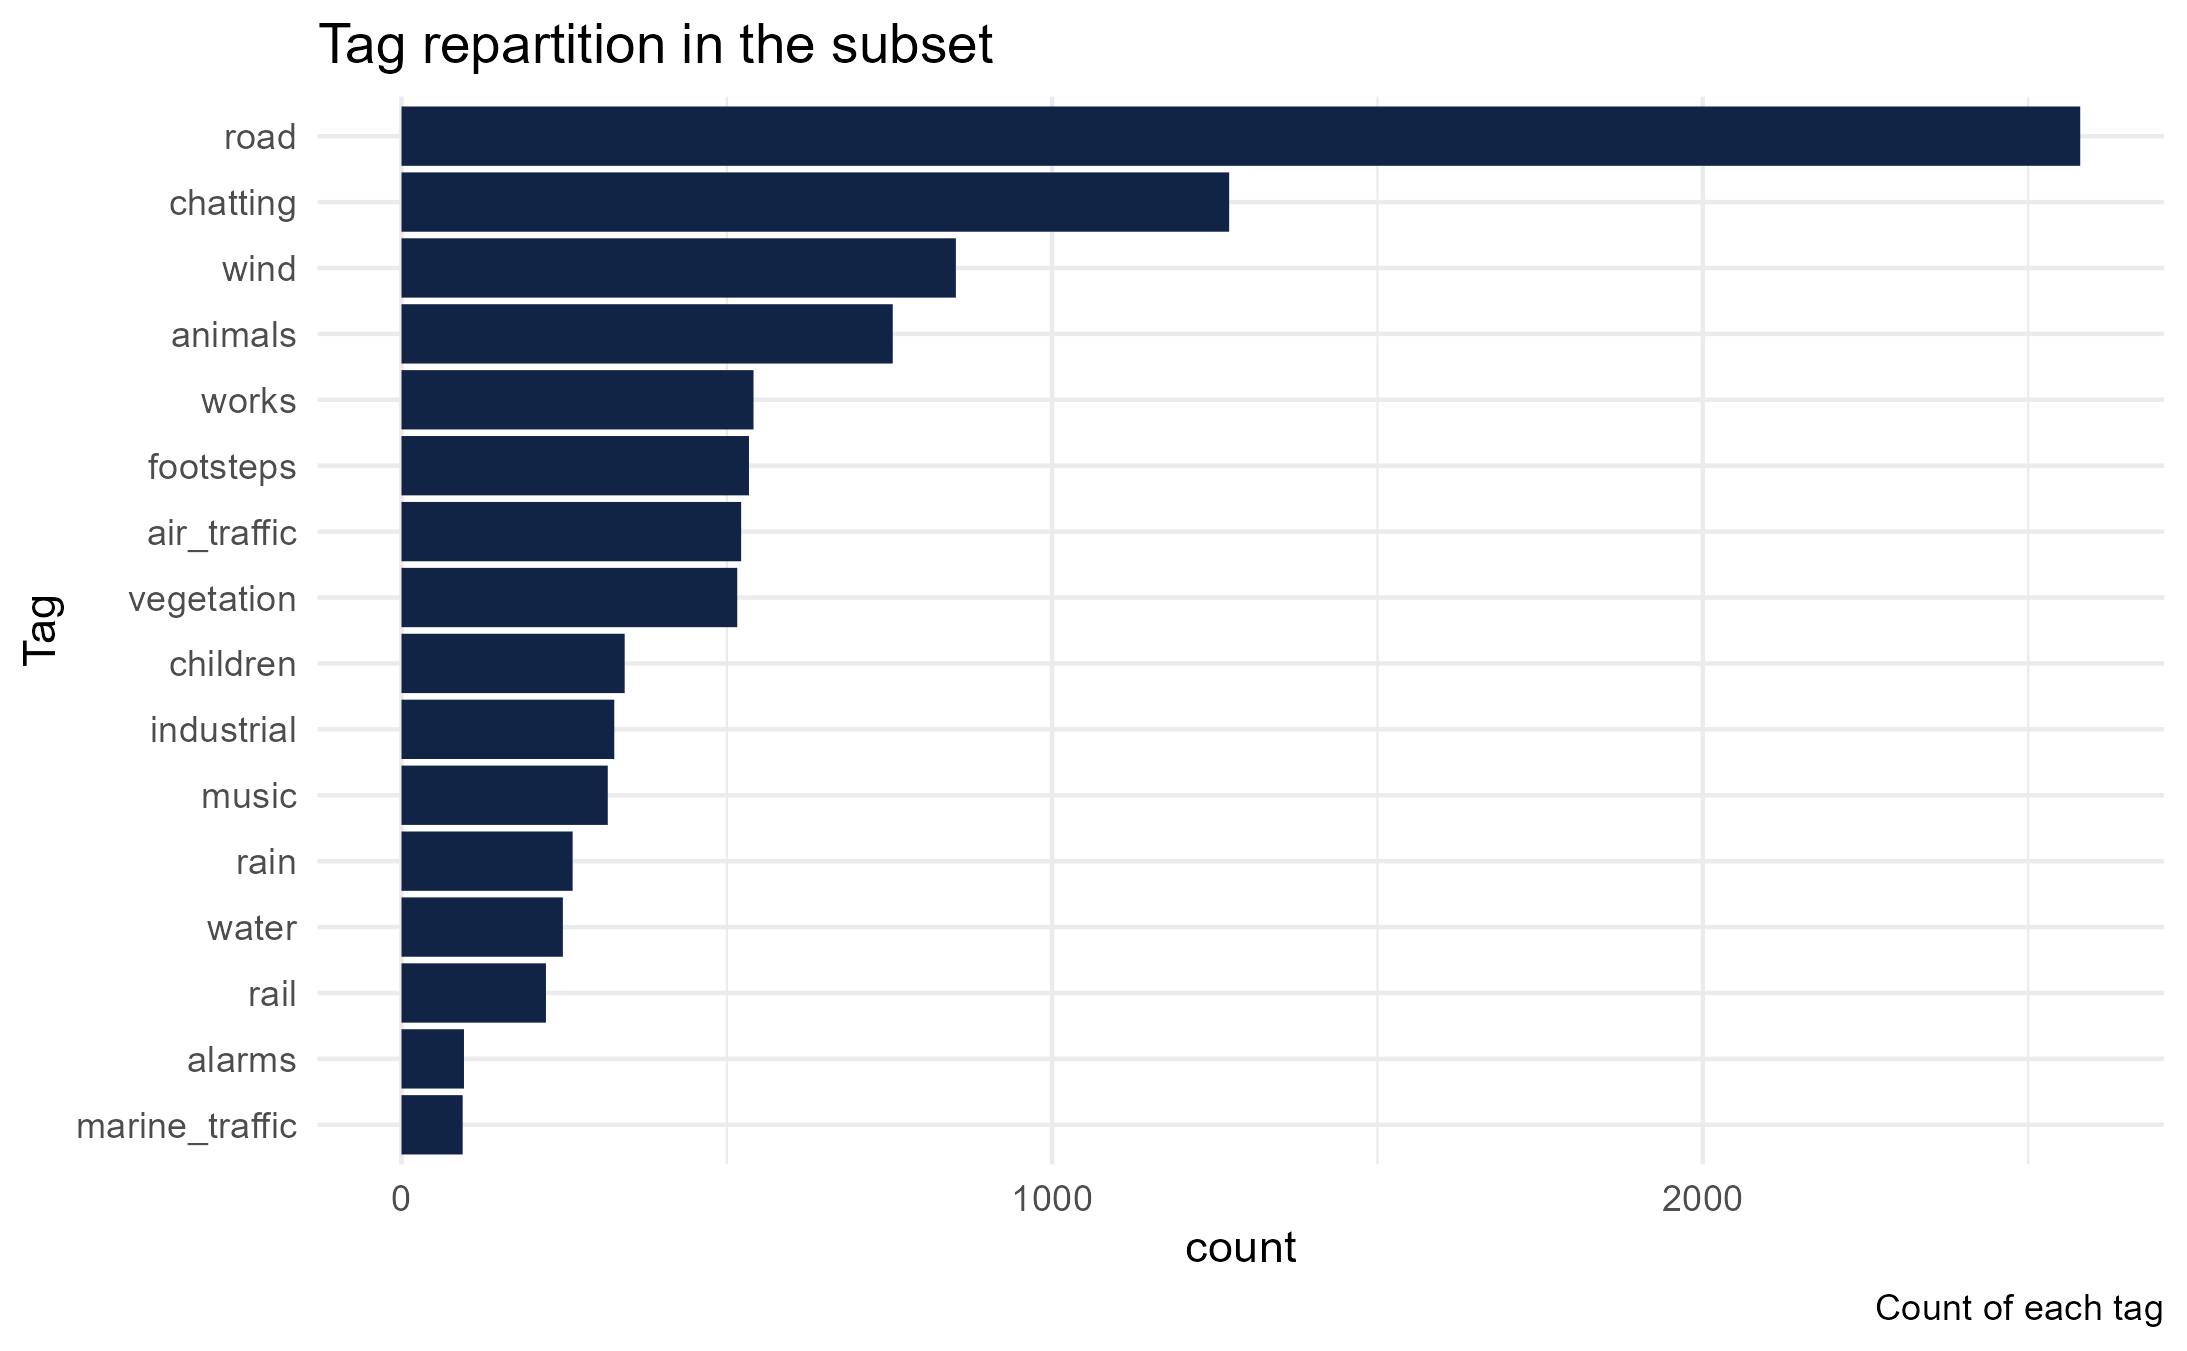 Tag repartition in the subset
road
chatting
wind
animals
works
footsteps
air_traffic
vegetation
children
industrial
music
rain
water
rail
alarms
marine_traffic
Tag
0 1000 2000
count
Count of each tag